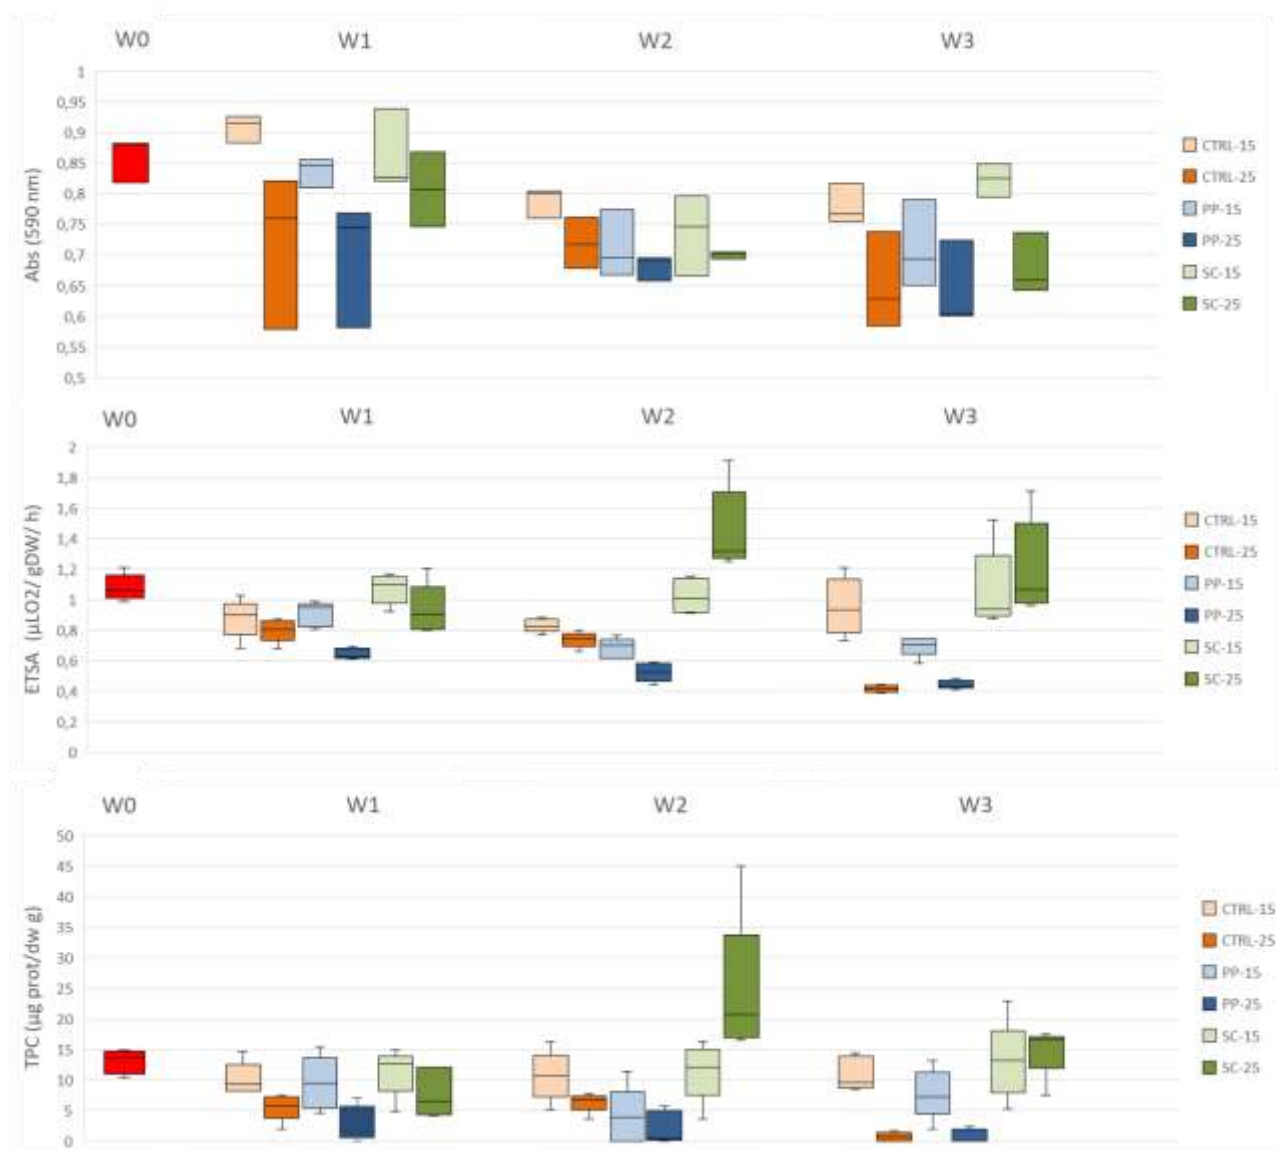 W0 W1 W2 W3
1
0,95
0,9
0,85
0,8
0,75
0,7
0,65
0,6
0,55
0,5
Abs (590 nm)
CTRL-15
CTRL-25
PP-15
PP-25
SC-15
SC-25
W0 W1 W2 W3
2
1,8
1,6
1,4
1,2
1
0,8
0,6
0,4
0,2
0
ETSA (µLO2/ gDW/ h)
CTRL-15
CTRL-25
PP-15
PP-25
SC-15
SC-25
W0 W1 W2 W3
50
45
40
35
30
25
20
15
10
5
0
TPC (µg prot/dw g)
CTRL-15
CTRL-25
PP-15
PP-25
SC-15
SC-25